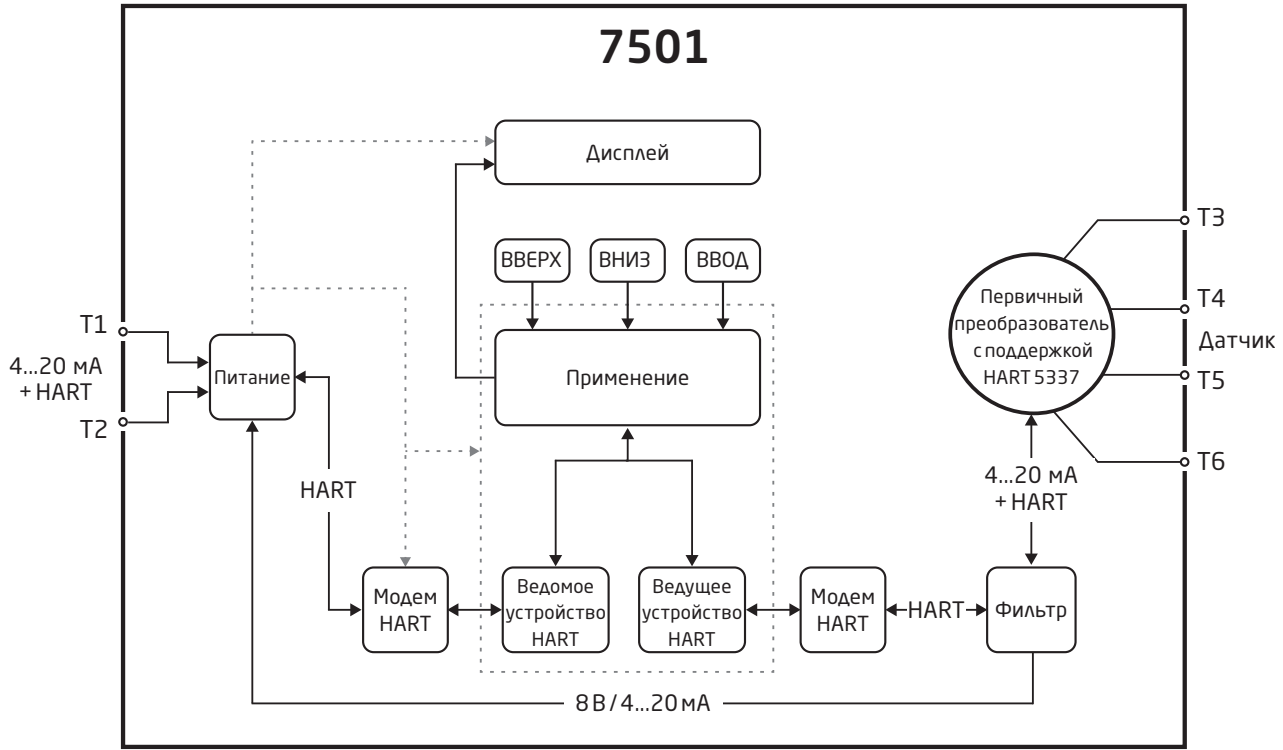 7501
Дисплей
ВВЕРХ
ВНИЗ
ВВОД
Применение
T1
4...20 мА
+ HART
T2
Питание
HART
Модем
HART
Ведомое
устройство
HART
Ведущее
устройство
HART
Модем
HART
HART
Фильтр
4...20 мА
+ HART
Первичный
преобразователь
с поддержкой
HART 5337
T3
T4
Датчик
T5
T6
8 В / 4...20 мА